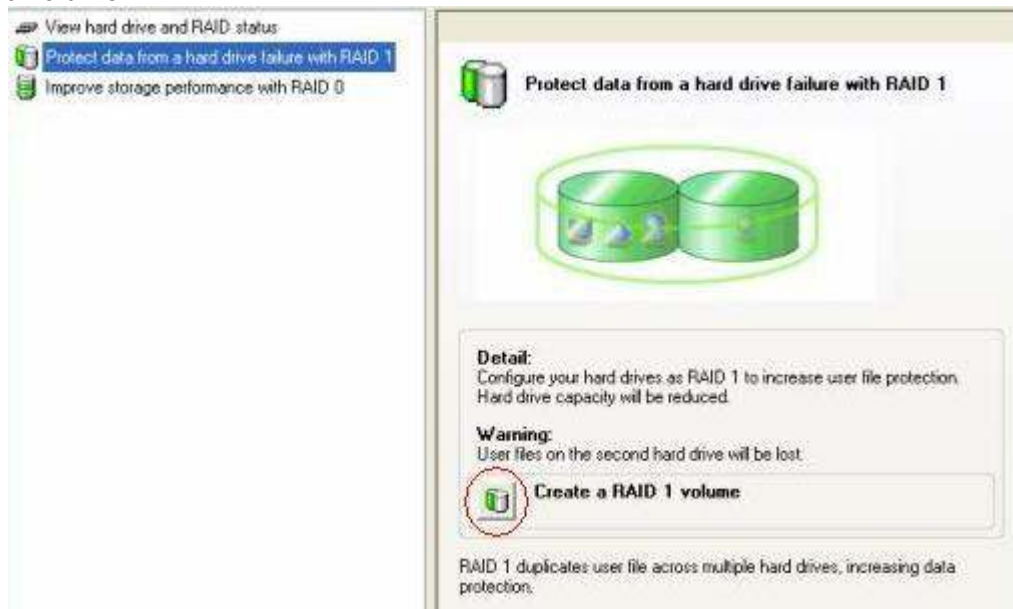 View hard drive and RAID status
Protect data from a hard drive failure with RAID 1
Improve storage performance with RAID 0
Protect data from a hard drive failure with RAID 1
Detail:
Configure your hard drives as RAID 1 to increase user file protection.
Hard drive capacity will be reduced.
Warning:
User files on the second hard drive will be lost.
Create a RAID 1 volume
RAID 1 duplicates user file across multiple hard drives, increasing data
protection.